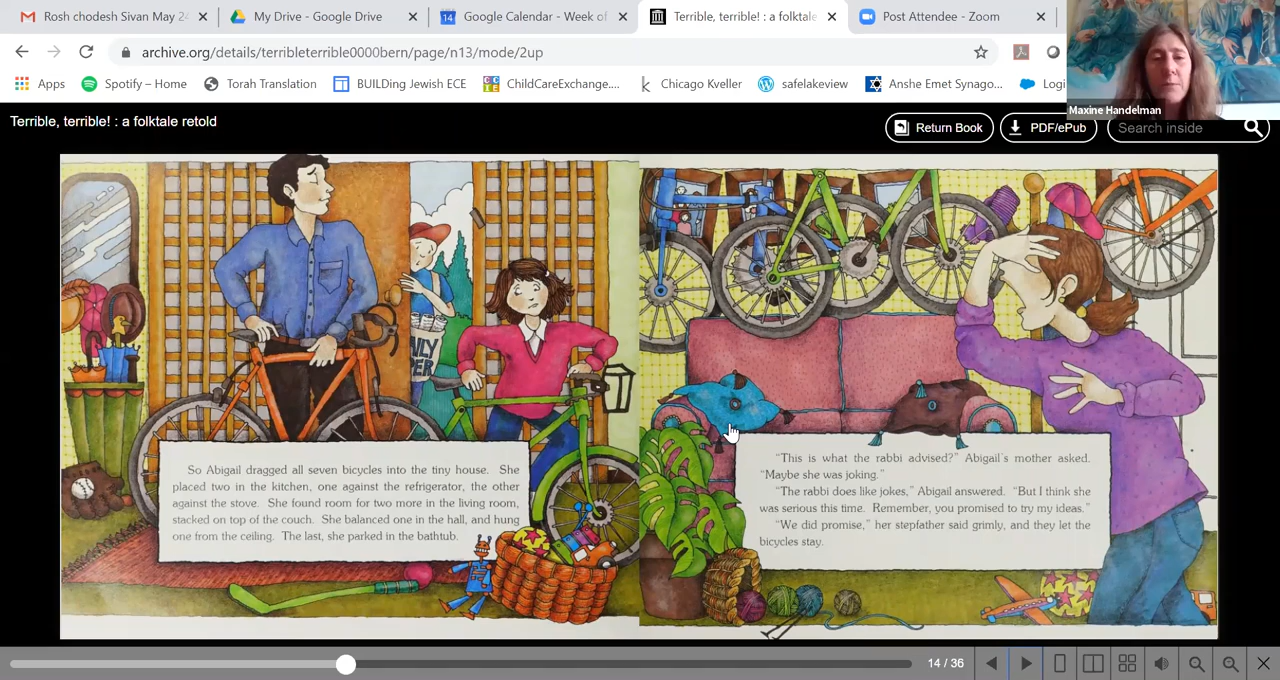 Rosh chodesh Sivan May 24
My Drive - Google Drive
14
Google Calendar - Week of
Terrible, terrible! : a folktale
Post Attendee - Zoom
archive.org/details/terribleterrible0000bern/page/n13/mode/2up
Apps
Spotify – Home
Torah Translation
BUILDing Jewish ECE
ChildCareExchange....
Chicago Kveller
safelakeview
Anshe Emet Synago...
Logi
Maxine Handelman
Terrible, terrible! : a folktale retold
Return Book
PDF/ePub
Search inside
So Abigail dragged all seven bicycles into the tiny house. She
placed two in the kitchen, one against the refrigerator, the other
against the stove. She found room for two more in the living room,
stacked on top of the couch. She balanced one in the hall, and hung
one from the ceiling. The last, she parked in the bathtub.
"This is what the rabbi advised?" Abigail's mother asked.
"Maybe she was joking."
"The rabbi does like jokes," Abigail answered. "But I think she
was serious this time. Remember, you promised to try my ideas."
"We did promise," her stepfather said grimly, and they let the
bicycles stay.
14 / 36